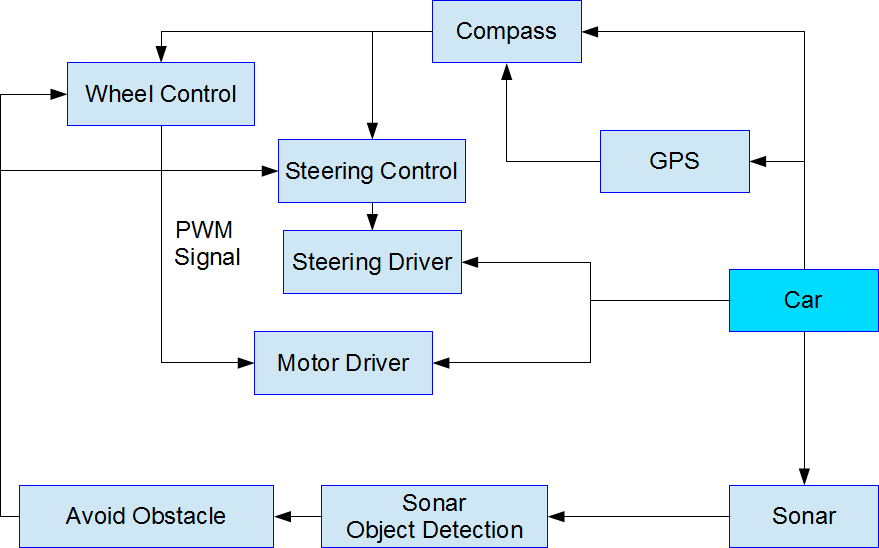 Compass
Wheel Control
Steering Control
GPS
PWM
Signal
Steering Driver
Car
Motor Driver
Avoid Obstacle
Sonar
Object Detection
Sonar